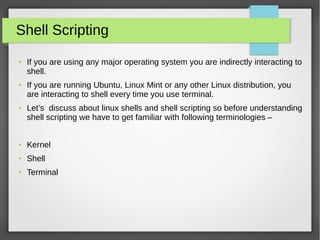 Shell Scripting
• If you are using any major operating system you are indirectly interacting to
shell.
• If you are running Ubuntu, Linux Mint or any other Linux distribution, you
are interacting to shell every time you use terminal.
• Let’s discuss about linux shells and shell scripting so before understanding
shell scripting we have to get familiar with following terminologies –
• Kernel
• Shell
• Terminal